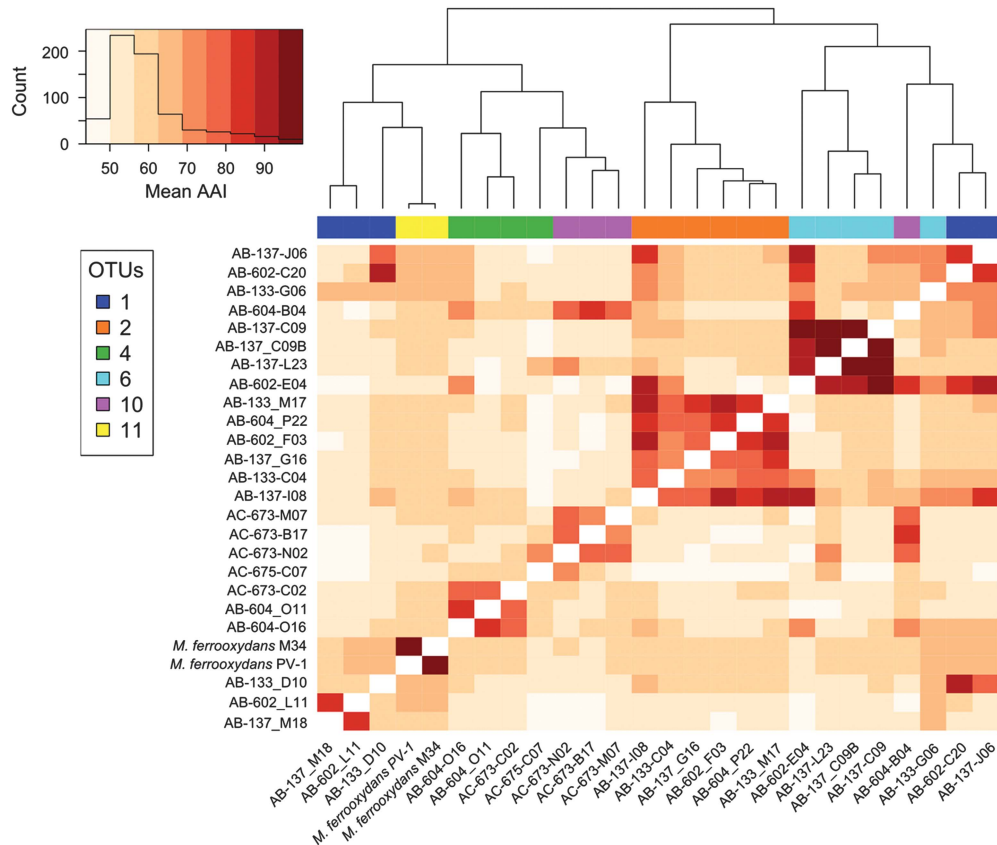 200
100
0
Count
50 60 70 80 90
Mean AAI
OTUs
1
2
4
6
10
11
AB-137-J06
AB-602-C20
AB-133-G06
AB-604-B04
AB-137-C09
AB-137_C09B
AB-137-L23
AB-602-E04
AB-133_M17
AB-604_P22
AB-602_F03
AB-137_G16
AB-133-C04
AB-137-I08
AC-673-M07
AC-673-B17
AC-673-N02
AC-675-C07
AC-673-C02
AB-604_O11
AB-604-O16
M. ferrooxydans M34
M. ferrooxydans PV-1
AB-133_D10
AB-602_L11
AB-137_M18
AB-137_M18
AB-602_L11
AB-133_D10
M. ferrooxydans PV-1
M. ferrooxydans M34
AB-604-O16
AB-604_O11
AC-673-C02
AC-675-C07
AC-673-N02
AC-673-B17
AC-673-M07
AB-137-I08
AB-133-C04
AB-137_G16
AB-602_F03
AB-604_P22
AB-133_M17
AB-602-E04
AB-137-L23
AB-137_C09B
AB-137-C09
AB-604-B04
AB-133-G06
AB-602-C20
AB-137-J06